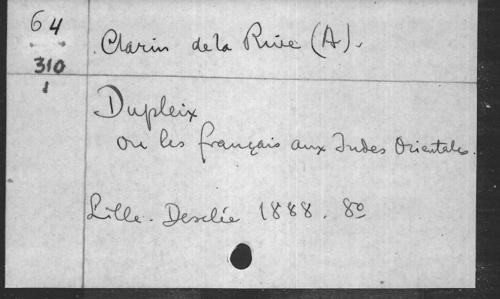 64
310
1
Clarin de la Rive (A).
Dupleix
ou les français aux Indes Orientales.
Lille. Desclée 1888. 8º